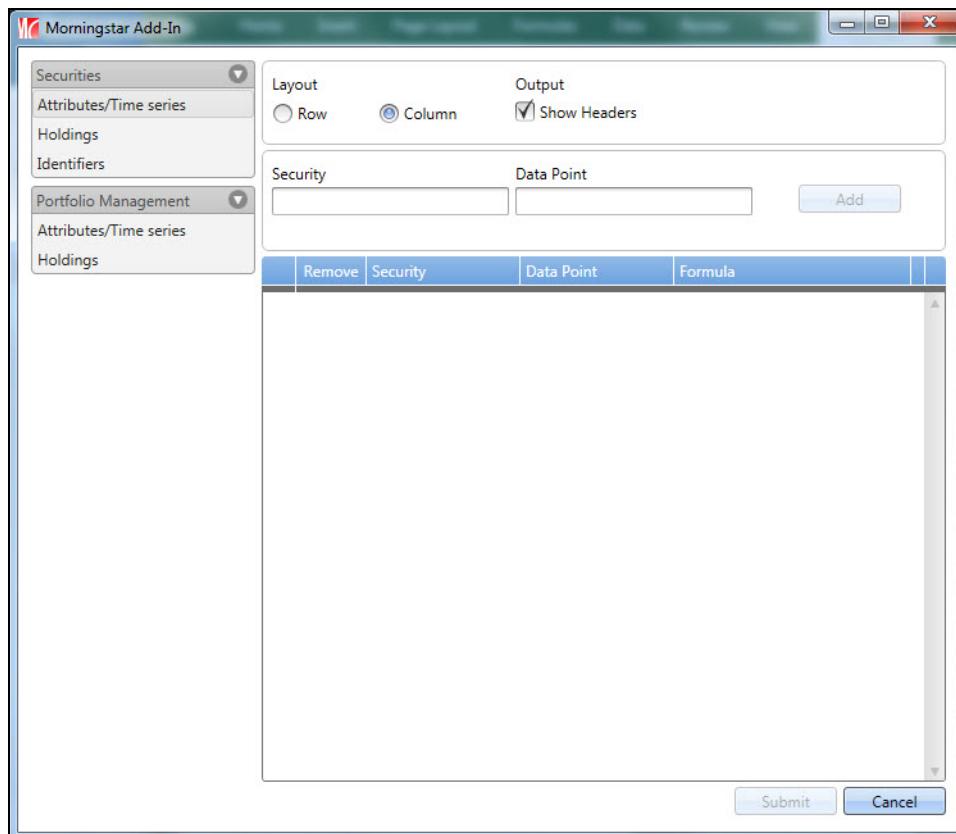 Morningstar Add-In
Securities
Attributes/Time series
Holdings
Identifiers
Portfolio Management
Attributes/Time series
Holdings
Layout
Row
Column
Output
Show Headers
Security
Data Point
Add
Remove
Security
Data Point
Formula
Submit
Cancel